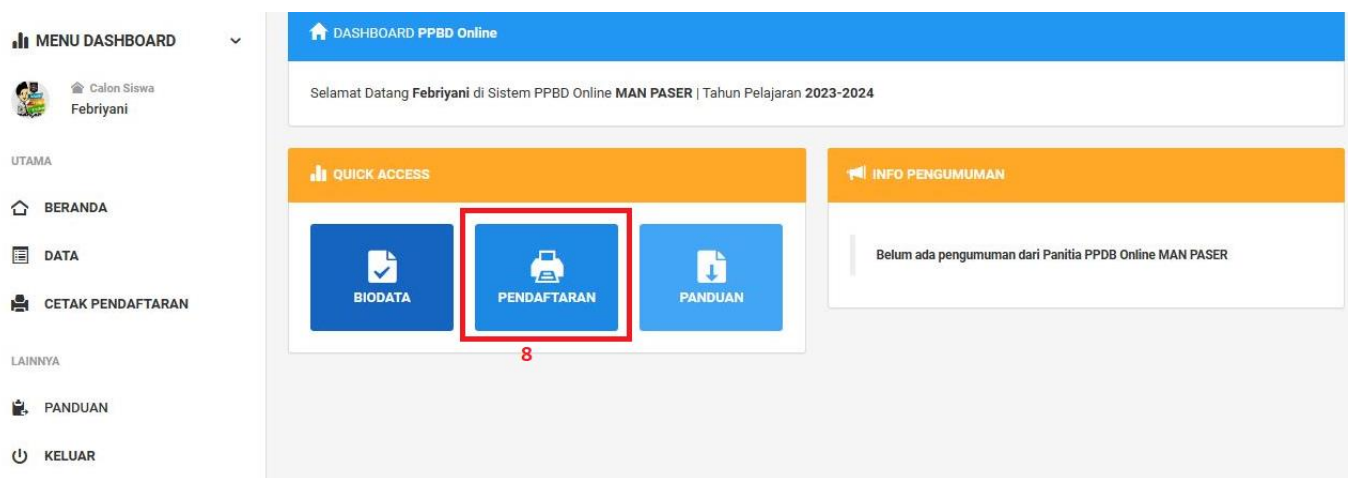 MENU DASHBOARD
Calon Siswa
Febriyani
UTAMA
BERANDA
DATA
CETAK PENDAFTARAN
LAINNYA
PANDUAN
KELUAR
DASHBOARD PPBD Online
Selamat Datang Febriyani di Sistem PPBD Online MAN PASER | Tahun Pelajaran 2023-2024
QUICK ACCESS
BIODATA
PENDAFTARAN
PANDUAN
8
INFO PENGUMUMAN
Belum ada pengumuman dari Panitia PPDB Online MAN PASER